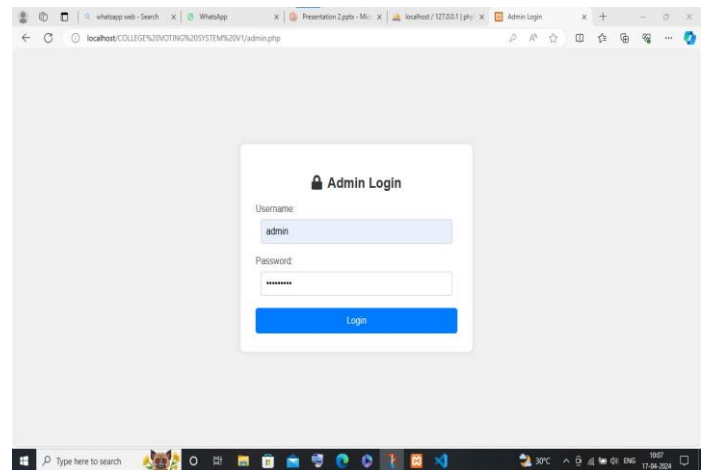 whatsapp web - Search
WhatsApp
Presentation 2.pptx - Mic
localhost / 127.0.0.1 | php
Admin Login
localhost/COLLEGE%20VOTING%20SYSTEM%20V1/admin.php
Admin Login
Username:
admin
Password:
Login
Type here to search
30°C
ENG
10:07
17-04-2024